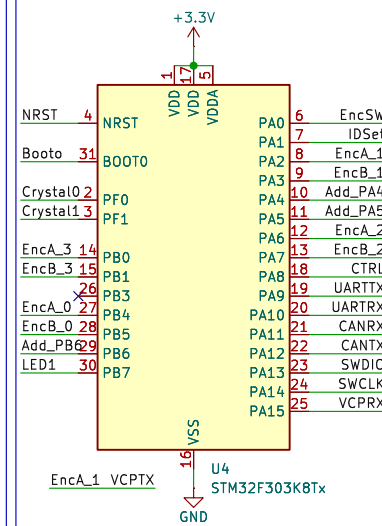 +3.3V
1 17 5
VDD VDD VDDA
NRST 4 NRST
Booto 31 BOOT0
Crystal0 2 PF0
Crystal1 3 PF1
EncA_3 14 PB0
EncB_3 15 PB1
26 PB3
EncA_0 27 PB4
EncB_0 28 PB5
Add_PB6 29 PB6
LED1 30 PB7
PA0 6 EncSW
PA1 7 IDSet
PA2 8 EncA_1
PA3 9 EncB_1
PA4 10 Add_PA4
PA5 11 Add_PA5
PA6 12 EncA_2
PA7 13 EncB_2
PA8 18 CTRL
PA9 19 UARTTX
PA10 20 UARTRX
PA11 21 CANRX
PA12 22 CANTX
PA13 23 SWDIO
PA14 24 SWCLK
PA15 25 VCPRX
VSS
16
U4
STM32F303K8Tx
EncA_1 VCPTX
GND